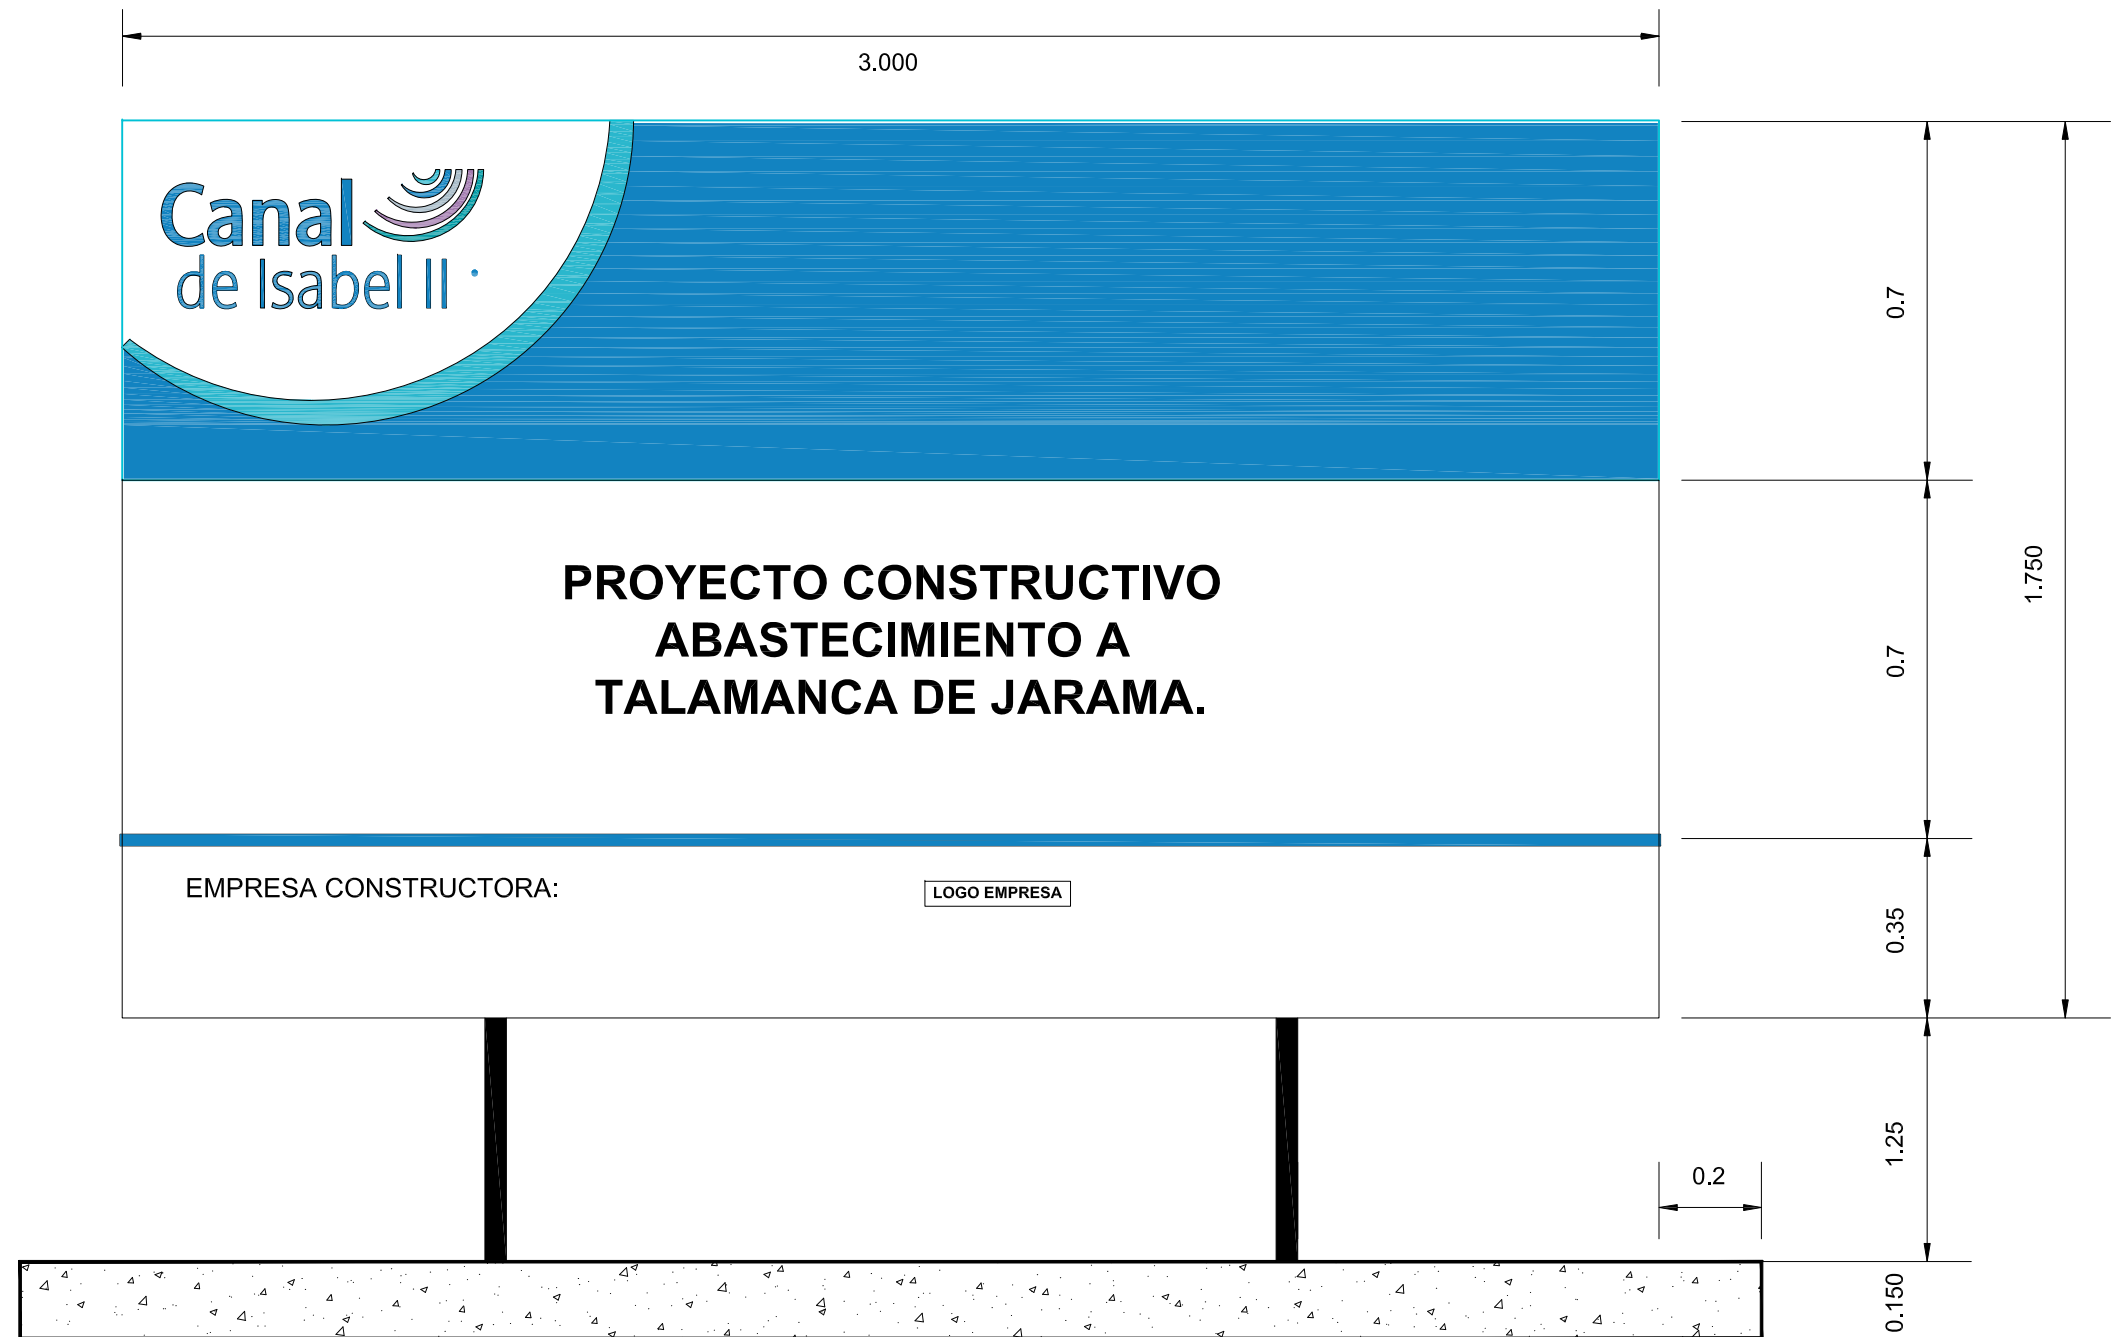 3.000
Canal
de Isabel II
0.7
1.750
PROYECTO CONSTRUCTIVO
ABASTECIMIENTO A
TALAMANCA DE JARAMA.
0.7
EMPRESA CONSTRUCTORA:
LOGO EMPRESA
0.35
1.25
0.2
0.150